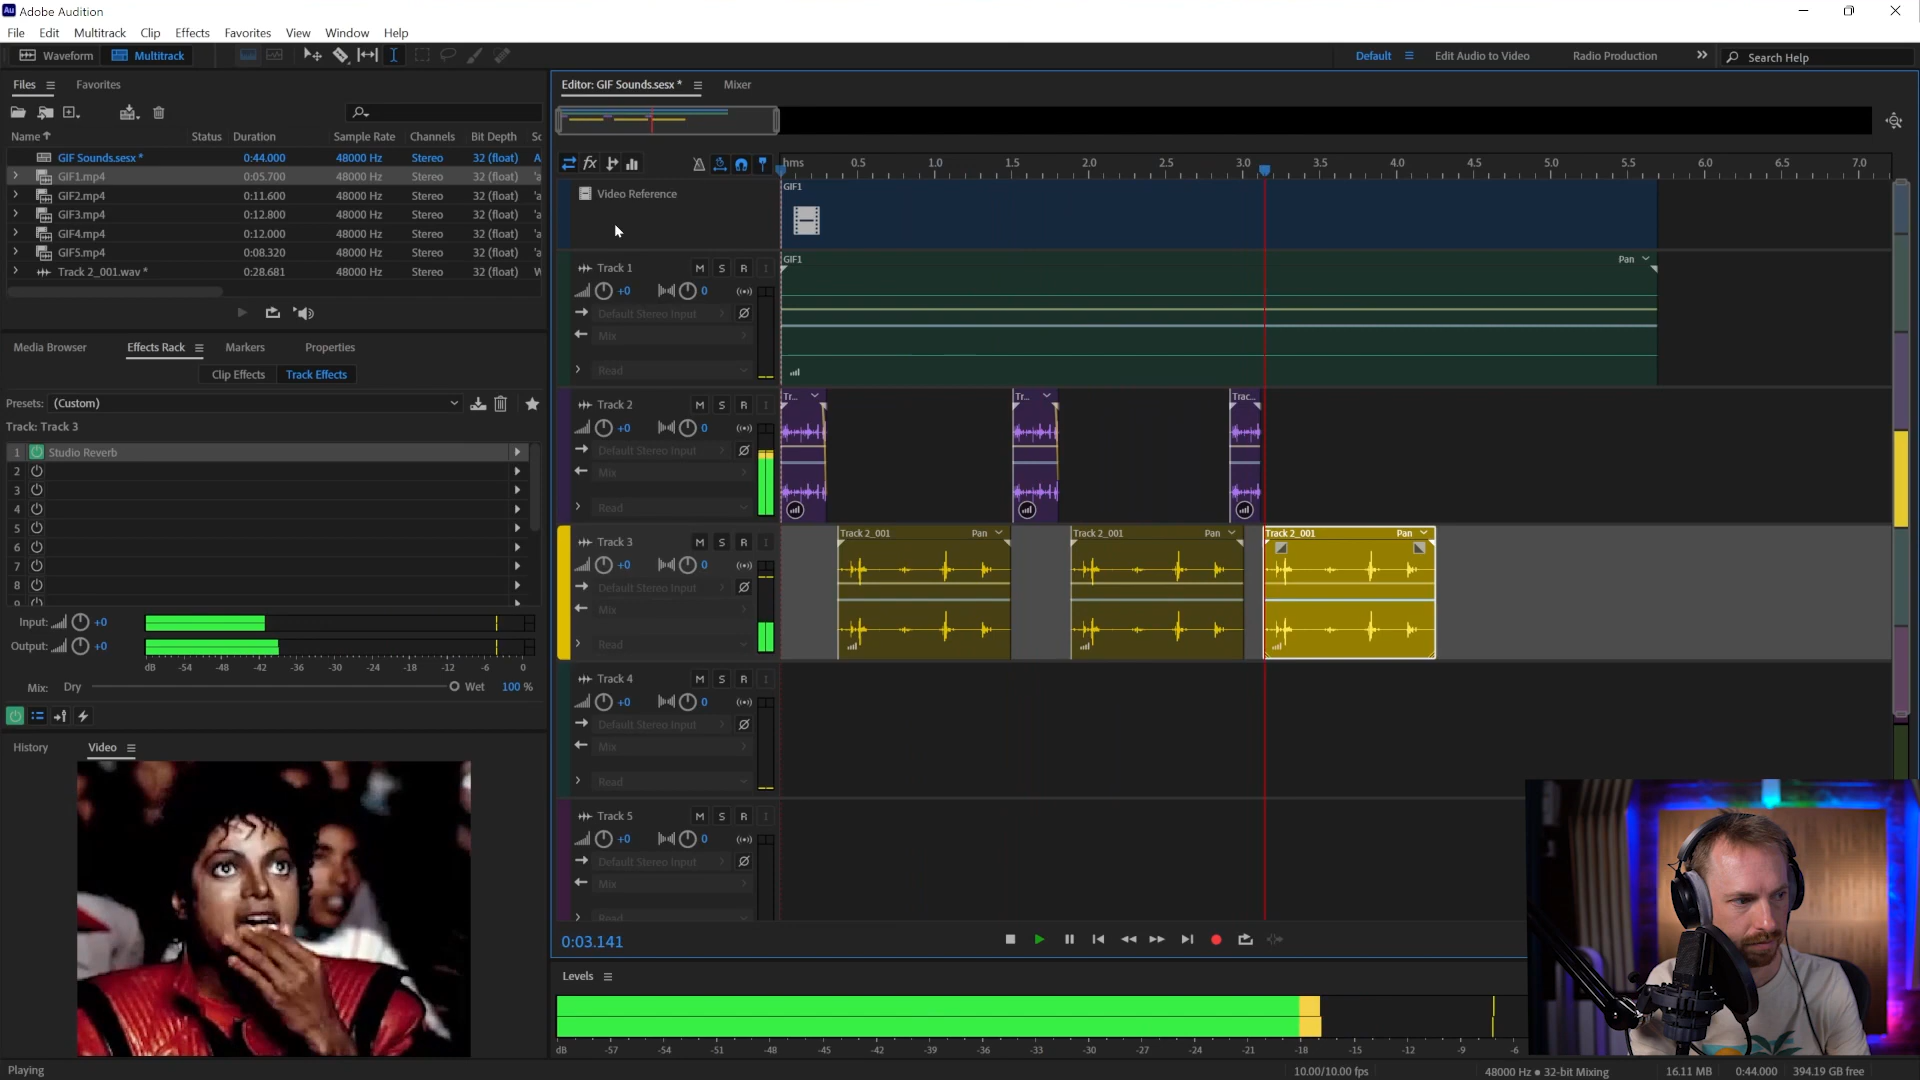 Adobe Audition
File Edit Multitrack Clip Effects Favorites View Window Help
Waveform Multitrack
Default Edit Audio to Video Radio Production Search Help
Files Favorites
Name Status Duration Sample Rate Channels Bit Depth
GIF Sounds.sesx * 0:44.000 48000 Hz Stereo 32 (float) A
GIF1.mp4 0:05.700 48000 Hz Stereo 32 (float)
GIF2.mp4 0:11.600 48000 Hz Stereo 32 (float)
GIF3.mp4 0:12.800 48000 Hz Stereo 32 (float)
GIF4.mp4 0:12.000 48000 Hz Stereo 32 (float)
GIF5.mp4 0:08.320 48000 Hz Stereo 32 (float)
Track 2_001.wav * 0:28.681 48000 Hz Stereo 32 (float)
Media Browser Effects Rack Markers Properties
Clip Effects Track Effects
Presets: (Custom)
Track: Track 3
1 Studio Reverb
2
3
4
5
6
7
8
9
Input: +0
Output: +0
dB -54 -48 -42 -36 -30 -24 -18 -12 -6 0
Mix: Dry Wet 100 %
History Video
Editor: GIF Sounds.sesx * Mixer
fx hms 0.5 1.0 1.5 2.0 2.5 3.0 3.5 4.0 4.5 5.0 5.5 6.0 6.5 7.0
Video Reference GIF1
Track 1 M S R I GIF1 Pan
+0 0
Default Stereo Input
Mix
Read
Track 2 M S R I Tr... Tr... Trac...
+0 0
Default Stereo Input
Mix
Read
Track 3 M S R I Track 2_001 Pan Track 2_001 Pan Track 2_001 Pan
+0 0
Default Stereo Input
Mix
Read
Track 4 M S R I
+0 0
Default Stereo Input
Mix
Read
Track 5 M S R I
+0 0
Default Stereo Input
Mix
Read
0:03.141
Levels
dB -57 -54 -51 -48 -45 -42 -39 -36 -33 -30 -27 -24 -21 -18 -15 -12 -9 -6
Playing 10.00/10.00 fps 48000 Hz ● 32-bit Mixing 16.11 MB 0:44.000 394.19 GB free